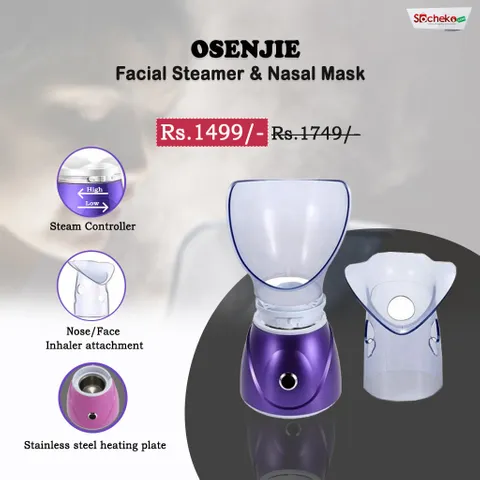 Socheko
OSENJIE
Facial Steamer & Nasal Mask
Rs.1499/- Rs.1749/-
High
Low
Steam Controller
Nose/Face
Inhaler attachment
Stainless steel heating plate